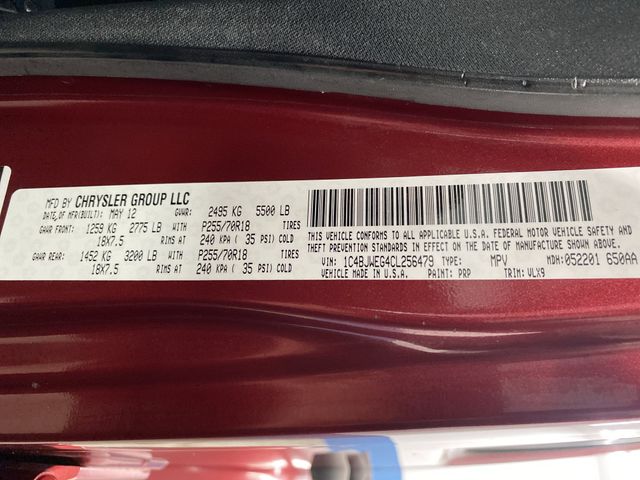 MFD BY CHRYSLER GROUP LLC
DATE OF MFR(BUILT): MAY 12 GVWR: 2495 KG 5500 LB
GAWR FRONT: 1259 KG 2775 LB WITH P255/70R18 TIRES
18X7.5 RIMS AT 240 KPA ( 35 PSI) COLD
GAWR REAR: 1452 KG 3200 LB WITH P255/70R18 TIRES
18X7.5 RIMS AT 240 KPA ( 35 PSI) COLD
THIS VEHICLE CONFORMS TO ALL APPLICABLE U.S.A. FEDERAL MOTOR VEHICLE SAFETY AND
THEFT PREVENTION STANDARDS IN EFFECT ON THE DATE OF MANUFACTURE SHOWN ABOVE.
VIN: 1C4BJWEG4CL256479 TYPE: MPV MDH: 052201 650AA
VEHICLE MADE IN U.S.A. PAINT: PRP TRIM: VLX9